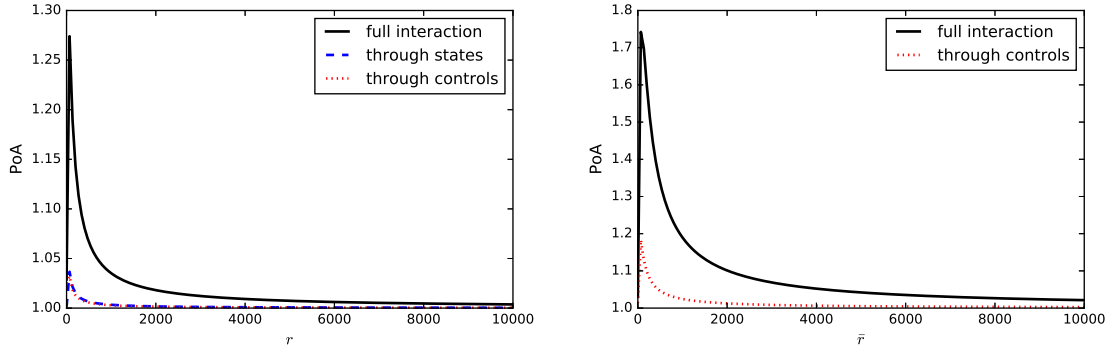 1.30
1.25
1.20
1.15
1.10
1.05
1.00
PoA
full interaction
through states
through controls
0 2000 4000 6000 8000 10000
r
1.8
1.7
1.6
1.5
1.4
1.3
1.2
1.1
1.0
PoA
full interaction
through controls
0 2000 4000 6000 8000 10000
r̄